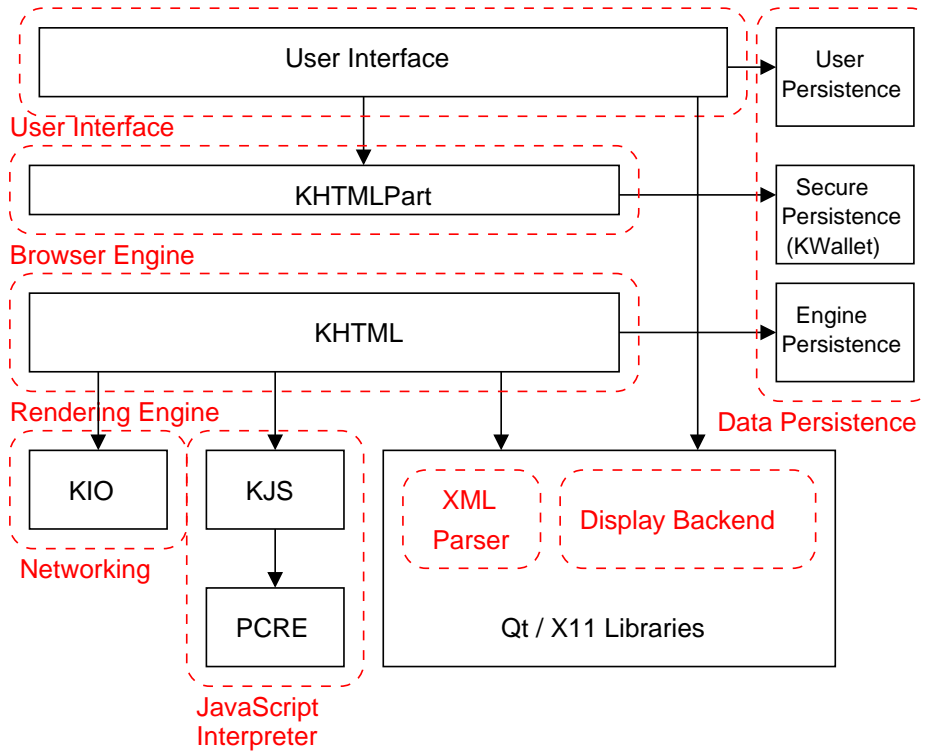 User Interface
User
Persistence
User Interface
KHTMLPart
Secure
Persistence
(KWallet)
Browser Engine
KHTML
Engine
Persistence
Rendering Engine
Data Persistence
KIO
KJS
XML
Parser
Display Backend
Networking
PCRE
Qt / X11 Libraries
JavaScript
Interpreter